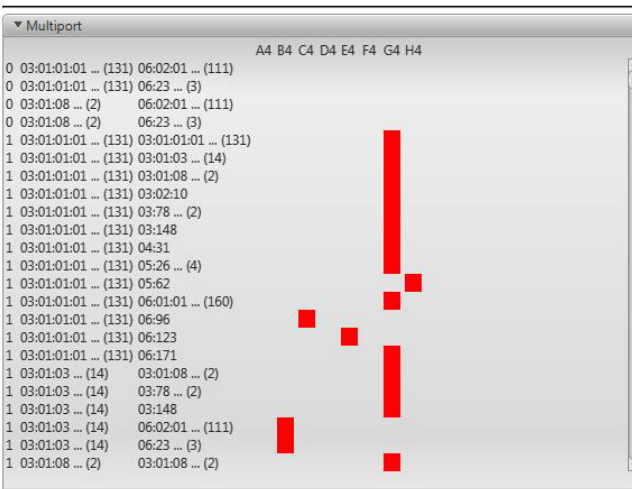 Multiport
A4 B4 C4 D4 E4 F4 G4 H4
0 03:01:01:01 ... (131) 06:02:01 ... (111)
0 03:01:01:01 ... (131) 06:23 ... (3)
0 03:01:08 ... (2) 06:02:01 ... (111)
0 03:01:08 ... (2) 06:23 ... (3)
1 03:01:01:01 ... (131) 03:01:01:01 ... (131)
1 03:01:01:01 ... (131) 03:01:03 ... (14)
1 03:01:01:01 ... (131) 03:01:08 ... (2)
1 03:01:01:01 ... (131) 03:02:10
1 03:01:01:01 ... (131) 03:78 ... (2)
1 03:01:01:01 ... (131) 03:148
1 03:01:01:01 ... (131) 04:31
1 03:01:01:01 ... (131) 05:26 ... (4)
1 03:01:01:01 ... (131) 05:62
1 03:01:01:01 ... (131) 06:01:01 ... (160)
1 03:01:01:01 ... (131) 06:96
1 03:01:01:01 ... (131) 06:123
1 03:01:01:01 ... (131) 06:171
1 03:01:03 ... (14) 03:01:08 ... (2)
1 03:01:03 ... (14) 03:78 ... (2)
1 03:01:03 ... (14) 03:148
1 03:01:03 ... (14) 06:02:01 ... (111)
1 03:01:03 ... (14) 06:23 ... (3)
1 03:01:08 ... (2) 03:01:08 ... (2)